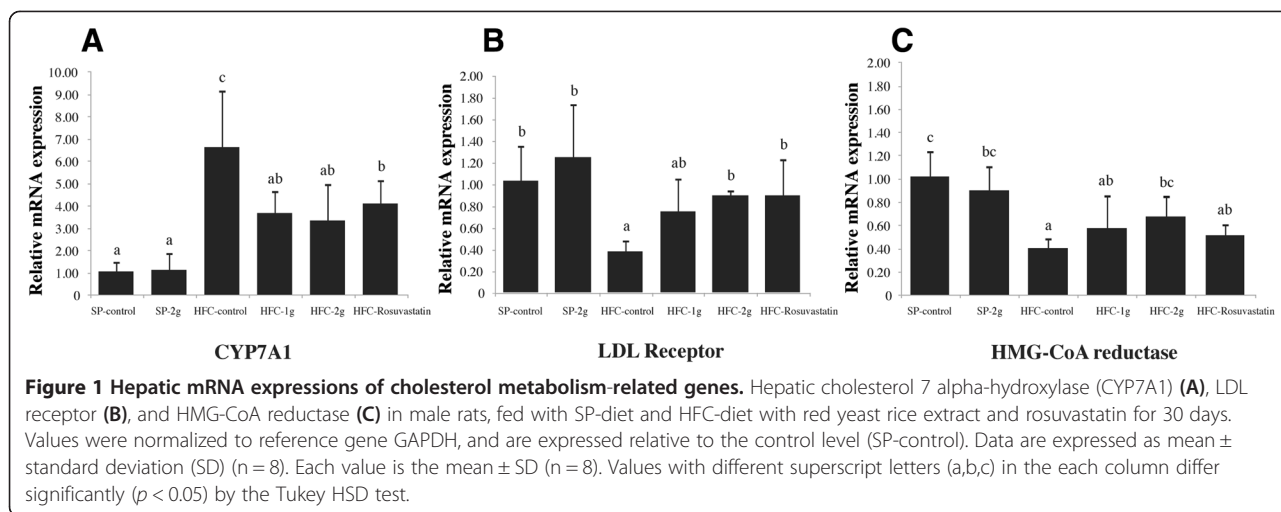 A
Relative mRNA expression
10.00
9.00
8.00
7.00
6.00
5.00
4.00
3.00
2.00
1.00
0
a
a
c
ab
ab
b
SP-control
SP-2g
HFC-control
HFC-1g
HFC-2g
HFC-Rosuvastatin
CYP7A1
B
Relative mRNA expression
2.00
1.80
1.60
1.40
1.20
1.00
0.80
0.60
0.40
0.20
0
b
b
a
ab
b
b
SP-control
SP-2g
HFC-control
HFC-1g
HFC-2g
HFC-Rosuvastatin
LDL Receptor
C
Relative mRNA expression
2.00
1.80
1.60
1.40
1.20
1.00
0.80
0.60
0.40
0.20
0
c
bc
a
ab
bc
ab
SP-control
SP-2g
HFC-control
HFC-1g
HFC-2g
HFC-Rosuvastatin
HMG-CoA reductase
Figure 1 Hepatic mRNA expressions of cholesterol metabolism-related genes. Hepatic cholesterol 7 alpha-hydroxylase (CYP7A1) (A), LDL
receptor (B), and HMG-CoA reductase (C) in male rats, fed with SP-diet and HFC-diet with red yeast rice extract and rosuvastatin for 30 days.
Values were normalized to reference gene GAPDH, and are expressed relative to the control level (SP-control). Data are expressed as mean ±
standard deviation (SD) (n = 8). Each value is the mean ± SD (n = 8). Values with different superscript letters (a,b,c) in the each column differ
significantly (p < 0.05) by the Tukey HSD test.